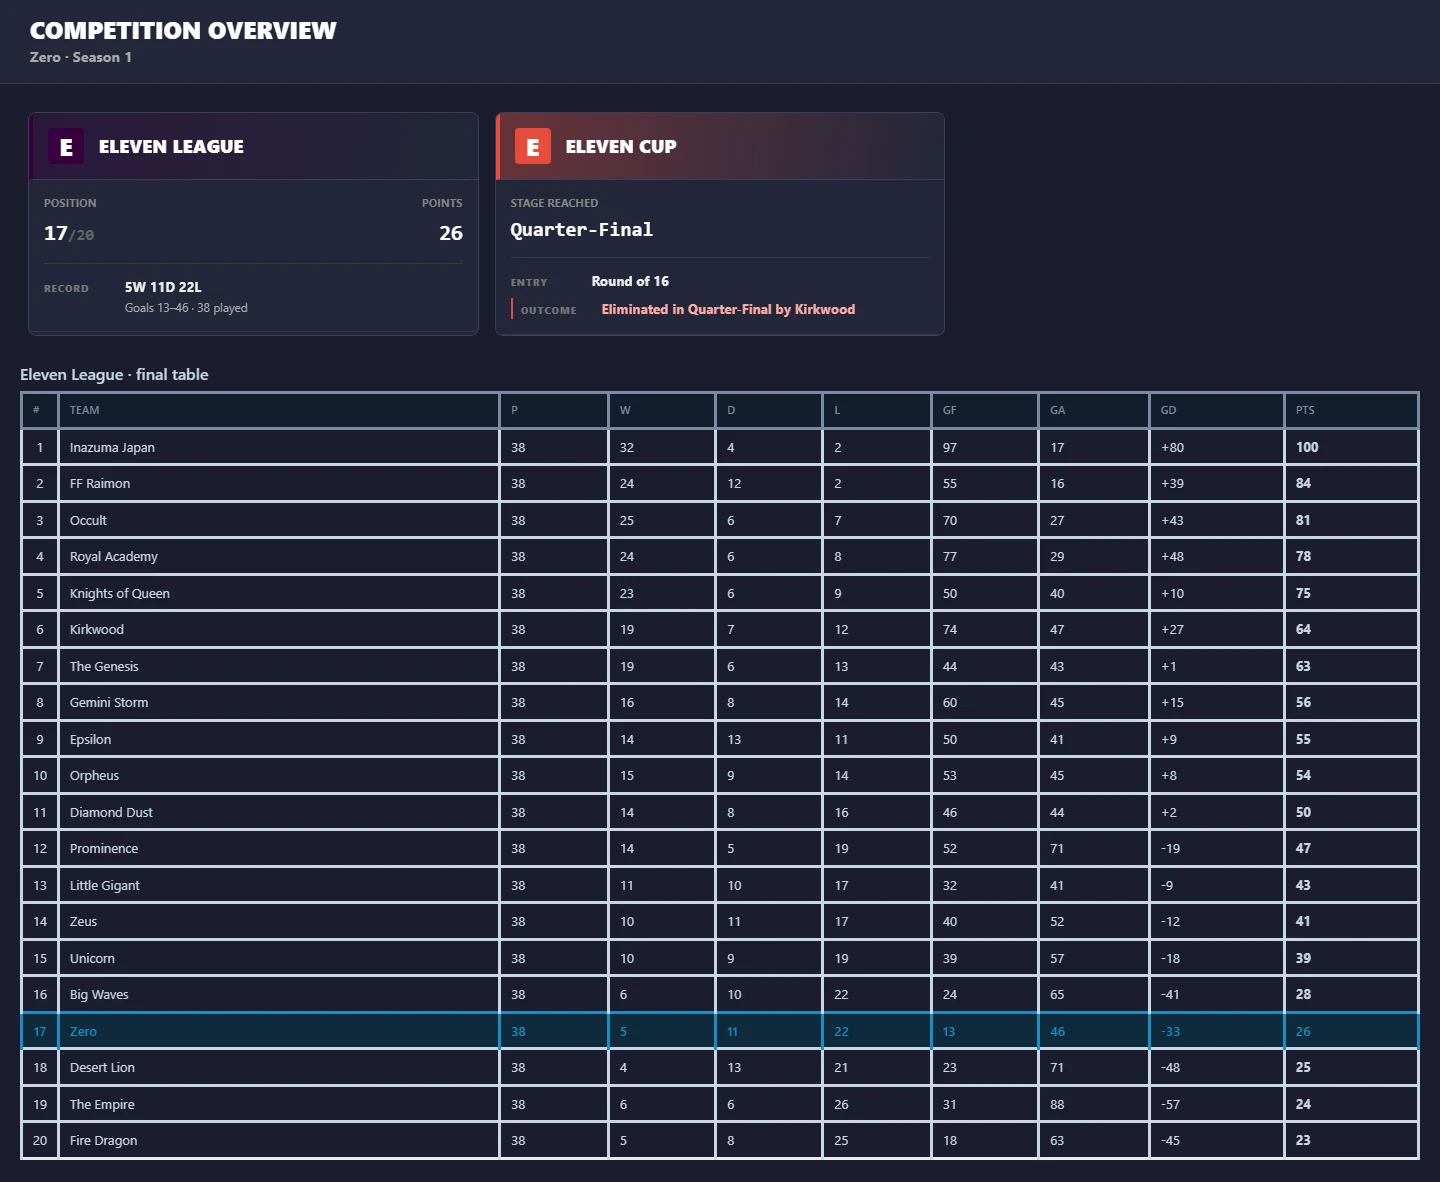 COMPETITION OVERVIEW
Zero · Season 1
E ELEVEN LEAGUE
POSITION POINTS
17/20 26
RECORD 5W 11D 22L
Goals 13–46 · 38 played
E ELEVEN CUP
STAGE REACHED
Quarter-Final
ENTRY Round of 16
OUTCOME Eliminated in Quarter-Final by Kirkwood
Eleven League · final table
# TEAM P W D L GF GA GD PTS
1 Inazuma Japan 38 32 4 2 97 17 +80 100
2 FF Raimon 38 24 12 2 55 16 +39 84
3 Occult 38 25 6 7 70 27 +43 81
4 Royal Academy 38 24 6 8 77 29 +48 78
5 Knights of Queen 38 23 6 9 50 40 +10 75
6 Kirkwood 38 19 7 12 74 47 +27 64
7 The Genesis 38 19 6 13 44 43 +1 63
8 Gemini Storm 38 16 8 14 60 45 +15 56
9 Epsilon 38 14 13 11 50 41 +9 55
10 Orpheus 38 15 9 14 53 45 +8 54
11 Diamond Dust 38 14 8 16 46 44 +2 50
12 Prominence 38 14 5 19 52 71 -19 47
13 Little Gigant 38 11 10 17 32 41 -9 43
14 Zeus 38 10 11 17 40 52 -12 41
15 Unicorn 38 10 9 19 39 57 -18 39
16 Big Waves 38 6 10 22 24 65 -41 28
17 Zero 38 5 11 22 13 46 -33 26
18 Desert Lion 38 4 13 21 23 71 -48 25
19 The Empire 38 6 6 26 31 88 -57 24
20 Fire Dragon 38 5 8 25 18 63 -45 23